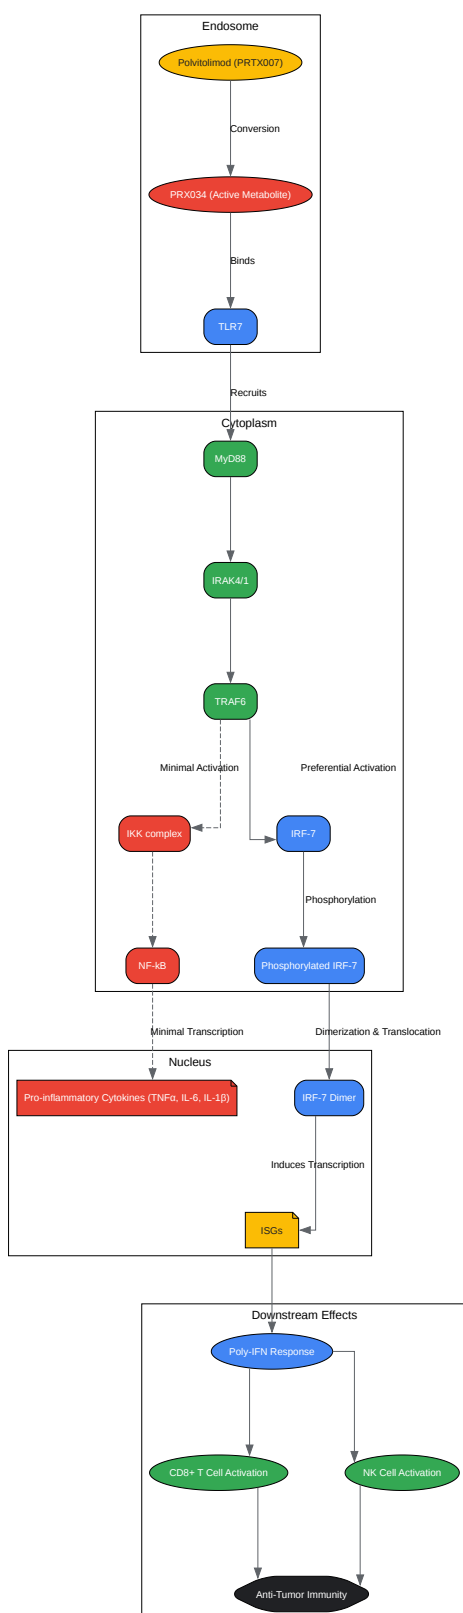 Endosome
Polvitolimod (PRTX007)
Conversion
PRX034 (Active Metabolite)
Binds
TLR7
Recruits
Cytoplasm
MyD88
IRAK4/1
TRAF6
Minimal Activation
Preferential Activation
IKK complex
IRF-7
Phosphorylation
NF-kB
Phosphorylated IRF-7
Minimal Transcription
Dimerization & Translocation
Nucleus
Pro-inflammatory Cytokines (TNFα, IL-6, IL-1β)
IRF-7 Dimer
Induces Transcription
ISGs
Downstream Effects
Poly-IFN Response
CD8+ T Cell Activation
NK Cell Activation
Anti-Tumor Immunity